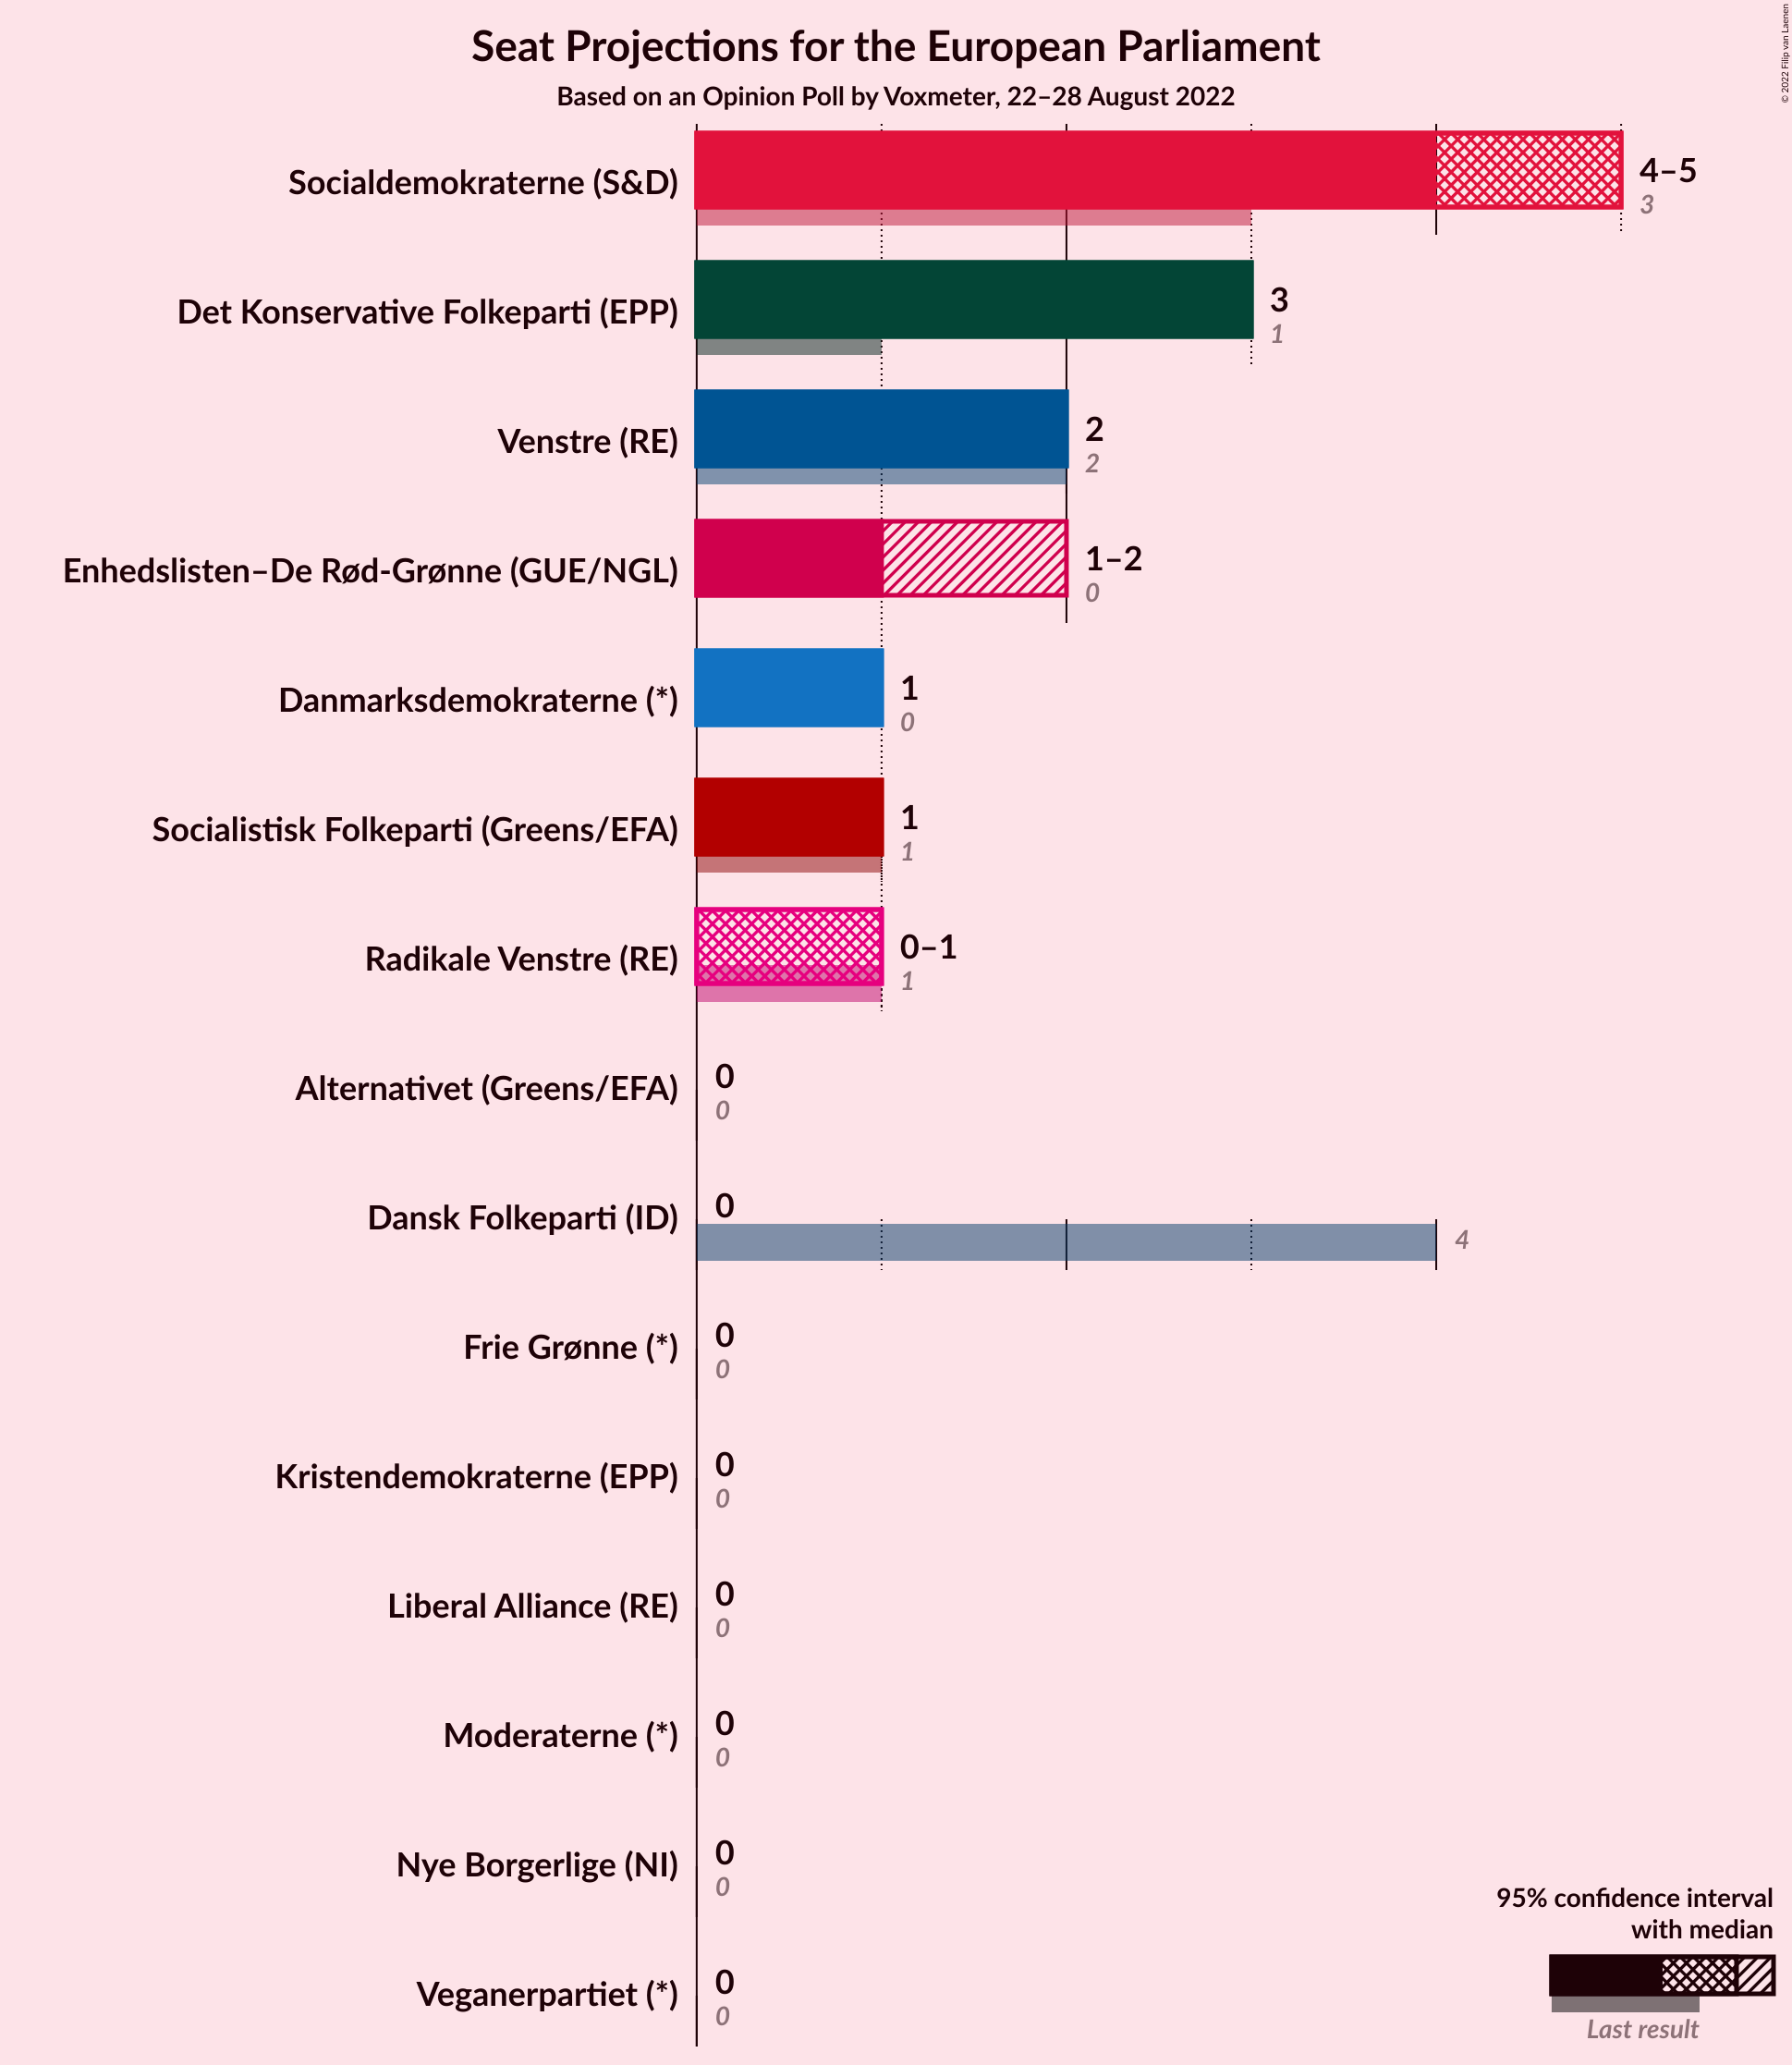 Seat Projections for the European Parliament
Based on an Opinion Poll by Voxmeter, 22–28 August 2022
© 2022 Filip van Laenen
Socialdemokraterne (S&D)
4–5
3
Det Konservative Folkeparti (EPP)
3
1
Venstre (RE)
2
2
Enhedslisten–De Rød-Grønne (GUE/NGL)
1–2
0
Danmarksdemokraterne (*)
1
0
Socialistisk Folkeparti (Greens/EFA)
1
1
Radikale Venstre (RE)
0–1
1
Alternativet (Greens/EFA)
0
0
Dansk Folkeparti (ID)
0
4
Frie Grønne (*)
0
0
Kristendemokraterne (EPP)
0
0
Liberal Alliance (RE)
0
0
Moderaterne (*)
0
0
Nye Borgerlige (NI)
0
0
Veganerpartiet (*)
0
0
95% confidence interval
with median
Last result